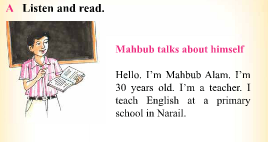 A Listen and read.
Mahbub talks about himself
Hello. I'm Mahbub Alam. I'm
30 years old. I'm a teacher. I
teach English at a primary
school in Narail.